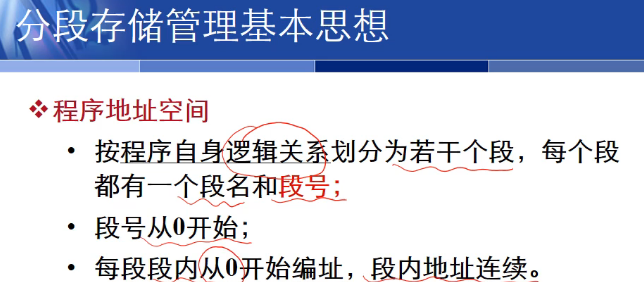 分段存储管理基本思想
❖程序地址空间
• 按程序自身逻辑关系划分为若干个段，每个段
都有一个段名和段号；
• 段号从0开始；
• 每段段内从0开始编址，段内地址连续。